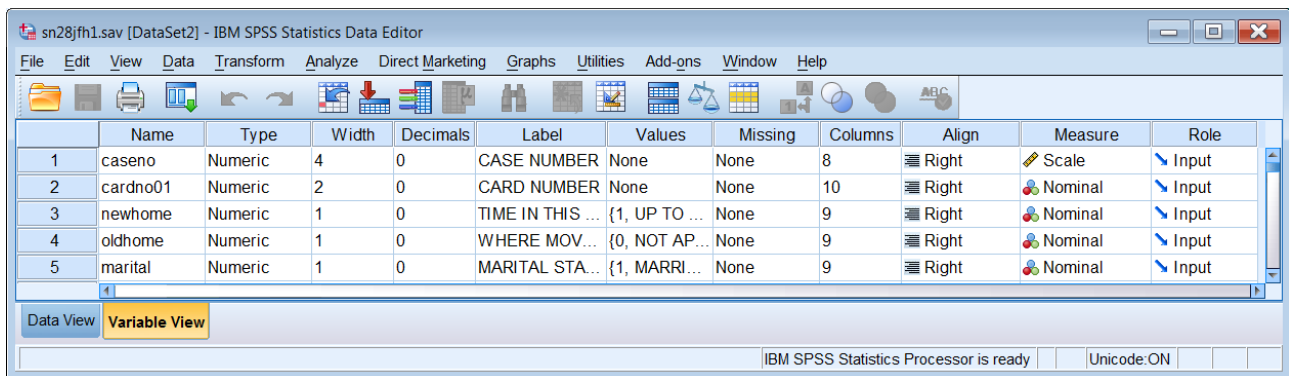 sn28jfh1.sav [DataSet2] - IBM SPSS Statistics Data Editor
File Edit View Data Transform Analyze Direct Marketing Graphs Utilities Add-ons Window Help
Name Type Width Decimals Label Values Missing Columns Align Measure Role
1 caseno Numeric 4 0 CASE NUMBER None None 8 Right Scale Input
2 cardno01 Numeric 2 0 CARD NUMBER None None 10 Right Nominal Input
3 newhome Numeric 1 0 TIME IN THIS ... {1, UP TO ... None 9 Right Nominal Input
4 oldhome Numeric 1 0 WHERE MOV... {0, NOT AP... None 9 Right Nominal Input
5 marital Numeric 1 0 MARITAL STA... {1, MARRI... None 9 Right Nominal Input
Data View Variable View
IBM SPSS Statistics Processor is ready Unicode:ON